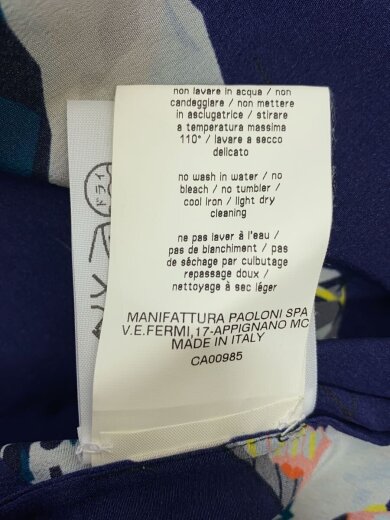 non lavare in acqua / non
candeggiare / non mettere
in asciugatrice / stirare
a temperatura massima
110° / lavare a secco
delicato
no wash in water / no
bleach / no tumbler /
cool iron / light dry
cleaning
ne pas laver à l'eau /
pas de blanchiment / pas
de séchage par culbutage
repassage doux /
nettoyage à sec léger
MANIFATTURA PAOLONI SPA
V.E.FERMI,17-APPIGNANO MC
MADE IN ITALY
CA00985
ドライ